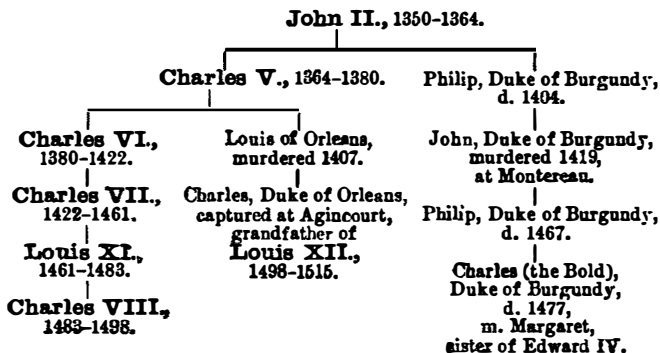 John II., 1350–1364.
Charles V., 1364–1380.
Philip, Duke of Burgundy,
d. 1404.
Charles VI.,
1380–1422.
Louis of Orleans,
murdered 1407.
John, Duke of Burgundy,
murdered 1419,
at Montereau.
Charles VII.,
1422–1461.
Charles, Duke of Orleans,
captured at Agincourt,
grandfather of
Louis XII.,
1498–1515.
Philip, Duke of Burgundy,
d. 1467.
Louis XI.,
1461–1483.
Charles VIII.,
1483–1498.
Charles (the Bold),
Duke of Burgundy,
d. 1477,
m. Margaret,
sister of Edward IV.